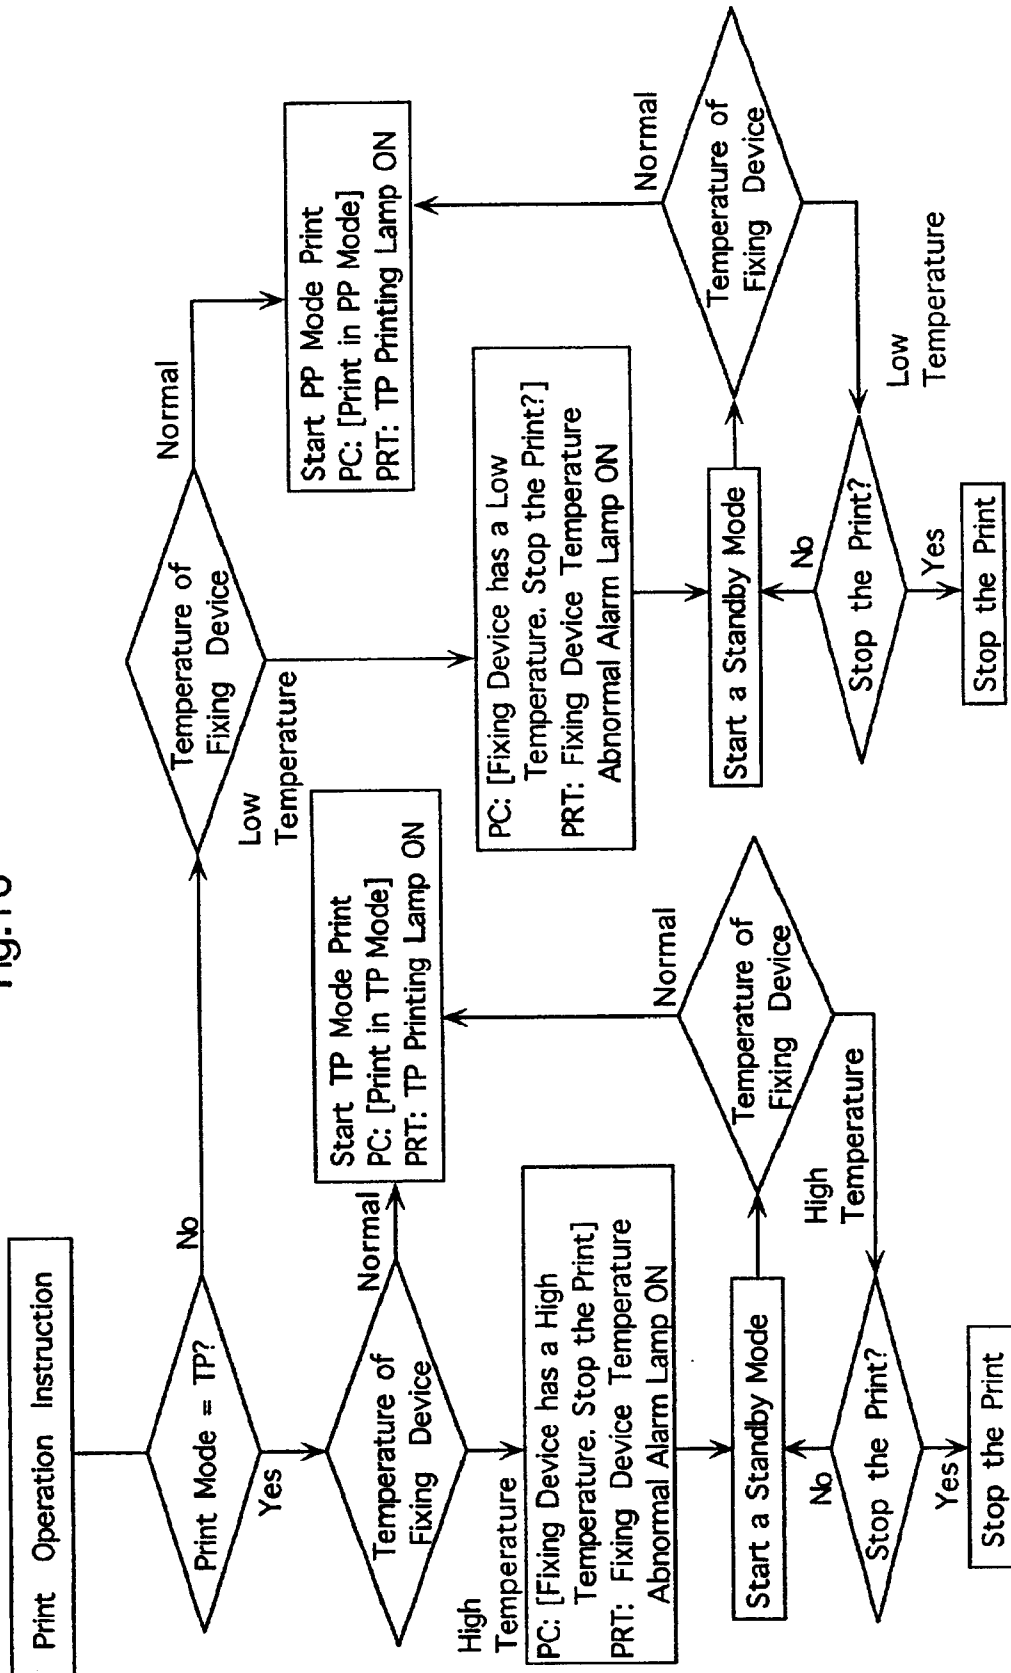 Print Operation Instruction
Print Mode = TP?
No
Yes
Temperature of
Fixing Device
Normal
High
Temperature
Start TP Mode Print
PC: [Print in TP Mode]
PRT: TP Printing Lamp ON
PC: [Fixing Device has a High
Temperature. Stop the Print]
PRT: Fixing Device Temperature
Abnormal Alarm Lamp ON
Start a Standby Mode
Temperature of
Fixing Device
Normal
High
Temperature
Stop the Print?
No
Yes
Stop the Print
Temperature of
Fixing Device
Normal
Low
Temperature
Start PP Mode Print
PC: [Print in PP Mode]
PRT: TP Printing Lamp ON
PC: [Fixing Device has a Low
Temperature. Stop the Print?]
PRT: Fixing Device Temperature
Abnormal Alarm Lamp ON
Start a Standby Mode
Temperature of
Fixing Device
Normal
Low
Temperature
Stop the Print?
No
Yes
Stop the Print